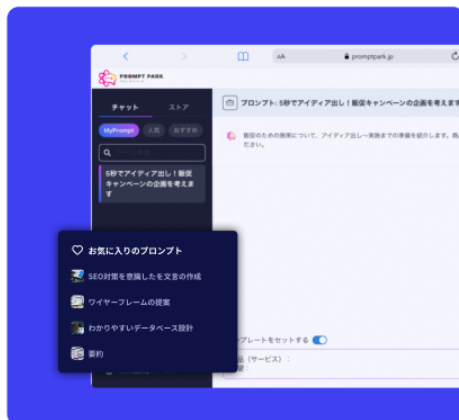 AA
promptpark.jp
PROMPT PARK
チャット
ストア
MyPrompt
人気
おすすめ
プロンプト: 5秒でアイディア出し！販促キャンペーンの企画を考えます
販促のための施策について、アイディア出し〜実践までの準備を紹介します。商
ださい。
5秒でアイディア出し！販促
キャンペーンの企画を考えま
す
お気に入りのプロンプト
SEO対策を意識したを文言の作成
ワイヤーフレームの提案
わかりやすいデータベース設計
要約
プレートをセットする
品（サービス）：